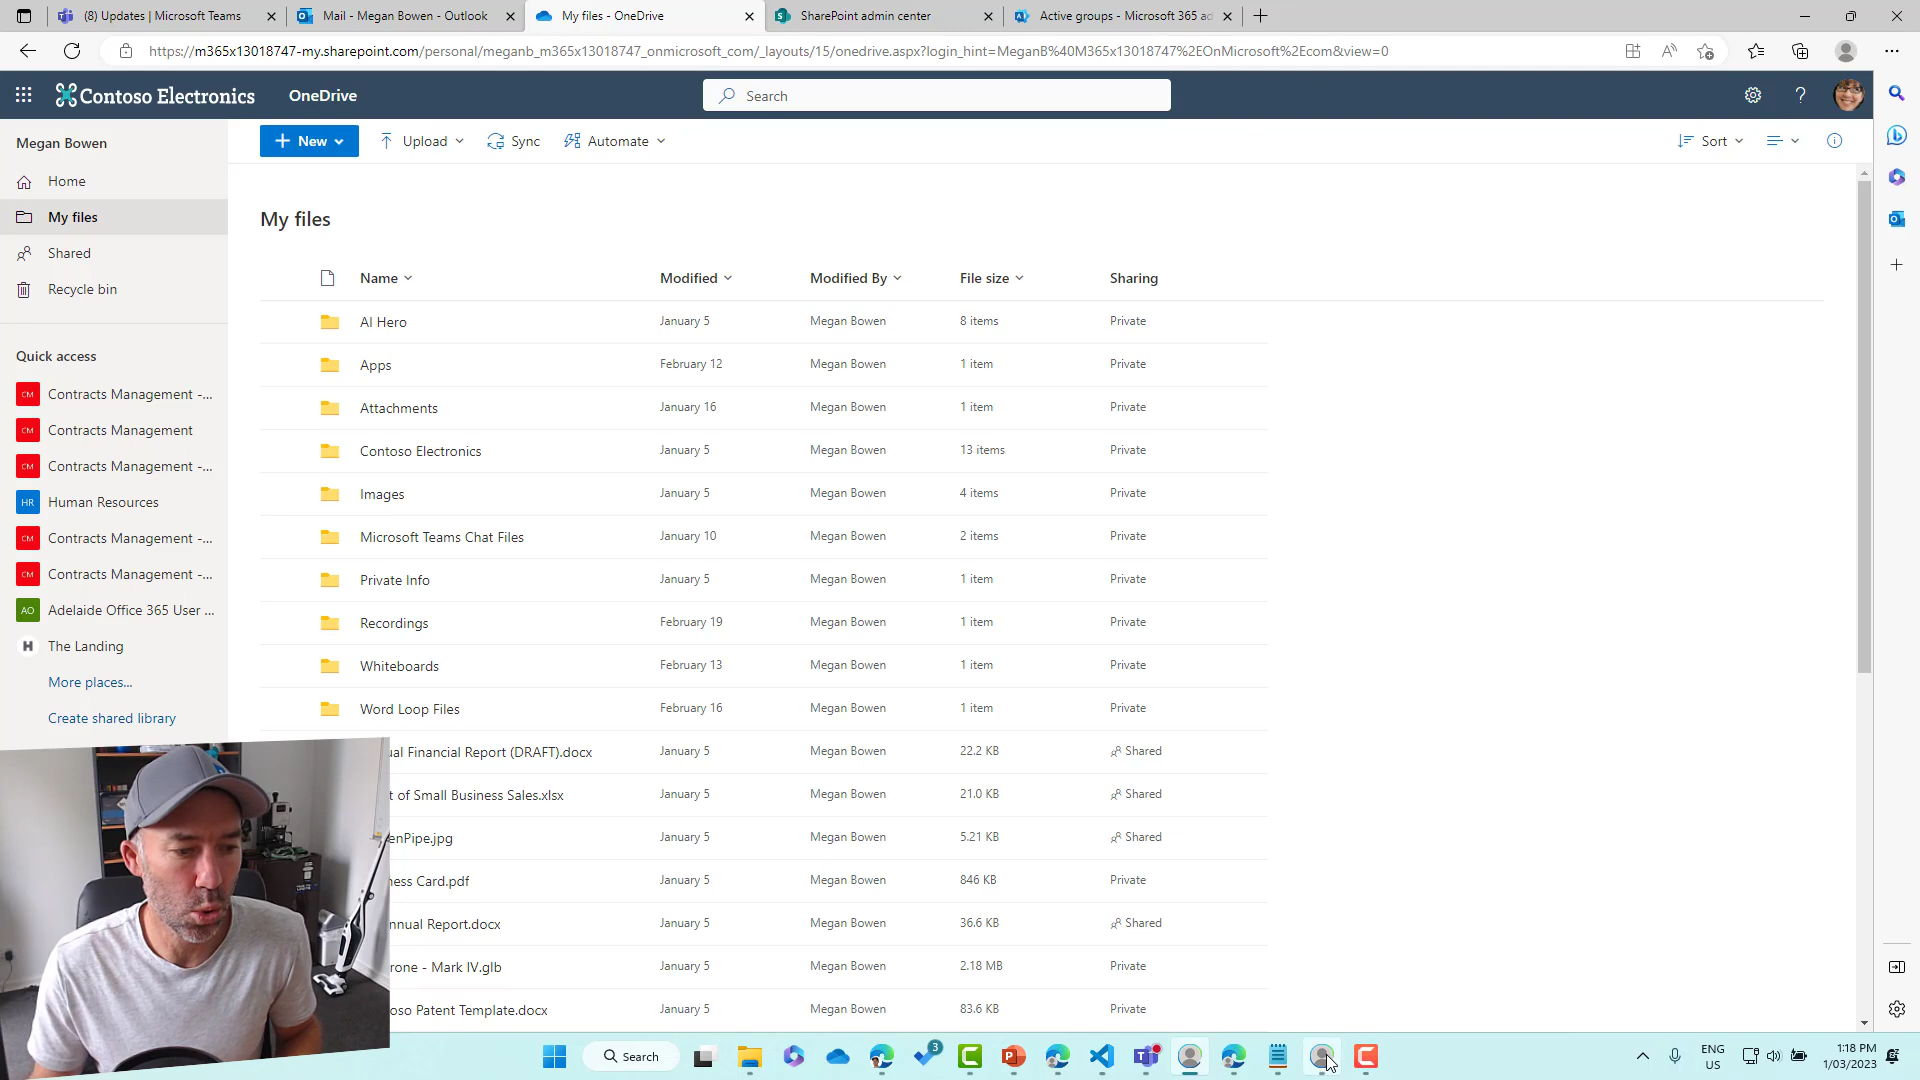 (8) Updates | Microsoft Teams
Mail - Megan Bowen - Outlook
My files - OneDrive
SharePoint admin center
Active groups - Microsoft 365 ad
https://m365x13018747-my.sharepoint.com/personal/meganb_m365x13018747_onmicrosoft_com/_layouts/15/onedrive.aspx?login_hint=MeganB%40M365x13018747%2EOnMicrosoft%2Ecom&view=0
Contoso Electronics OneDrive Search
Megan Bowen
Home
My files
Shared
Recycle bin
Quick access
CM Contracts Management -...
CM Contracts Management
CM Contracts Management -...
HR Human Resources
CM Contracts Management -...
CM Contracts Management -...
AO Adelaide Office 365 User ...
H The Landing
More places...
Create shared library
New Upload Sync Automate Sort
My files
Name Modified Modified By File size Sharing
AI Hero January 5 Megan Bowen 8 items Private
Apps February 12 Megan Bowen 1 item Private
Attachments January 16 Megan Bowen 1 item Private
Contoso Electronics January 5 Megan Bowen 13 items Private
Images January 5 Megan Bowen 4 items Private
Microsoft Teams Chat Files January 10 Megan Bowen 2 items Private
Private Info January 5 Megan Bowen 1 item Private
Recordings February 19 Megan Bowen 1 item Private
Whiteboards February 13 Megan Bowen 1 item Private
Word Loop Files February 16 Megan Bowen 1 item Private
ual Financial Report (DRAFT).docx January 5 Megan Bowen 22.2 KB Shared
t of Small Business Sales.xlsx January 5 Megan Bowen 21.0 KB Shared
enPipe.jpg January 5 Megan Bowen 5.21 KB Shared
ness Card.pdf January 5 Megan Bowen 846 KB Private
nnual Report.docx January 5 Megan Bowen 36.6 KB Shared
rone - Mark IV.glb January 5 Megan Bowen 2.18 MB Private
oso Patent Template.docx January 5 Megan Bowen 83.6 KB Private
Search
3
ENG
US
1:18 PM
1/03/2023